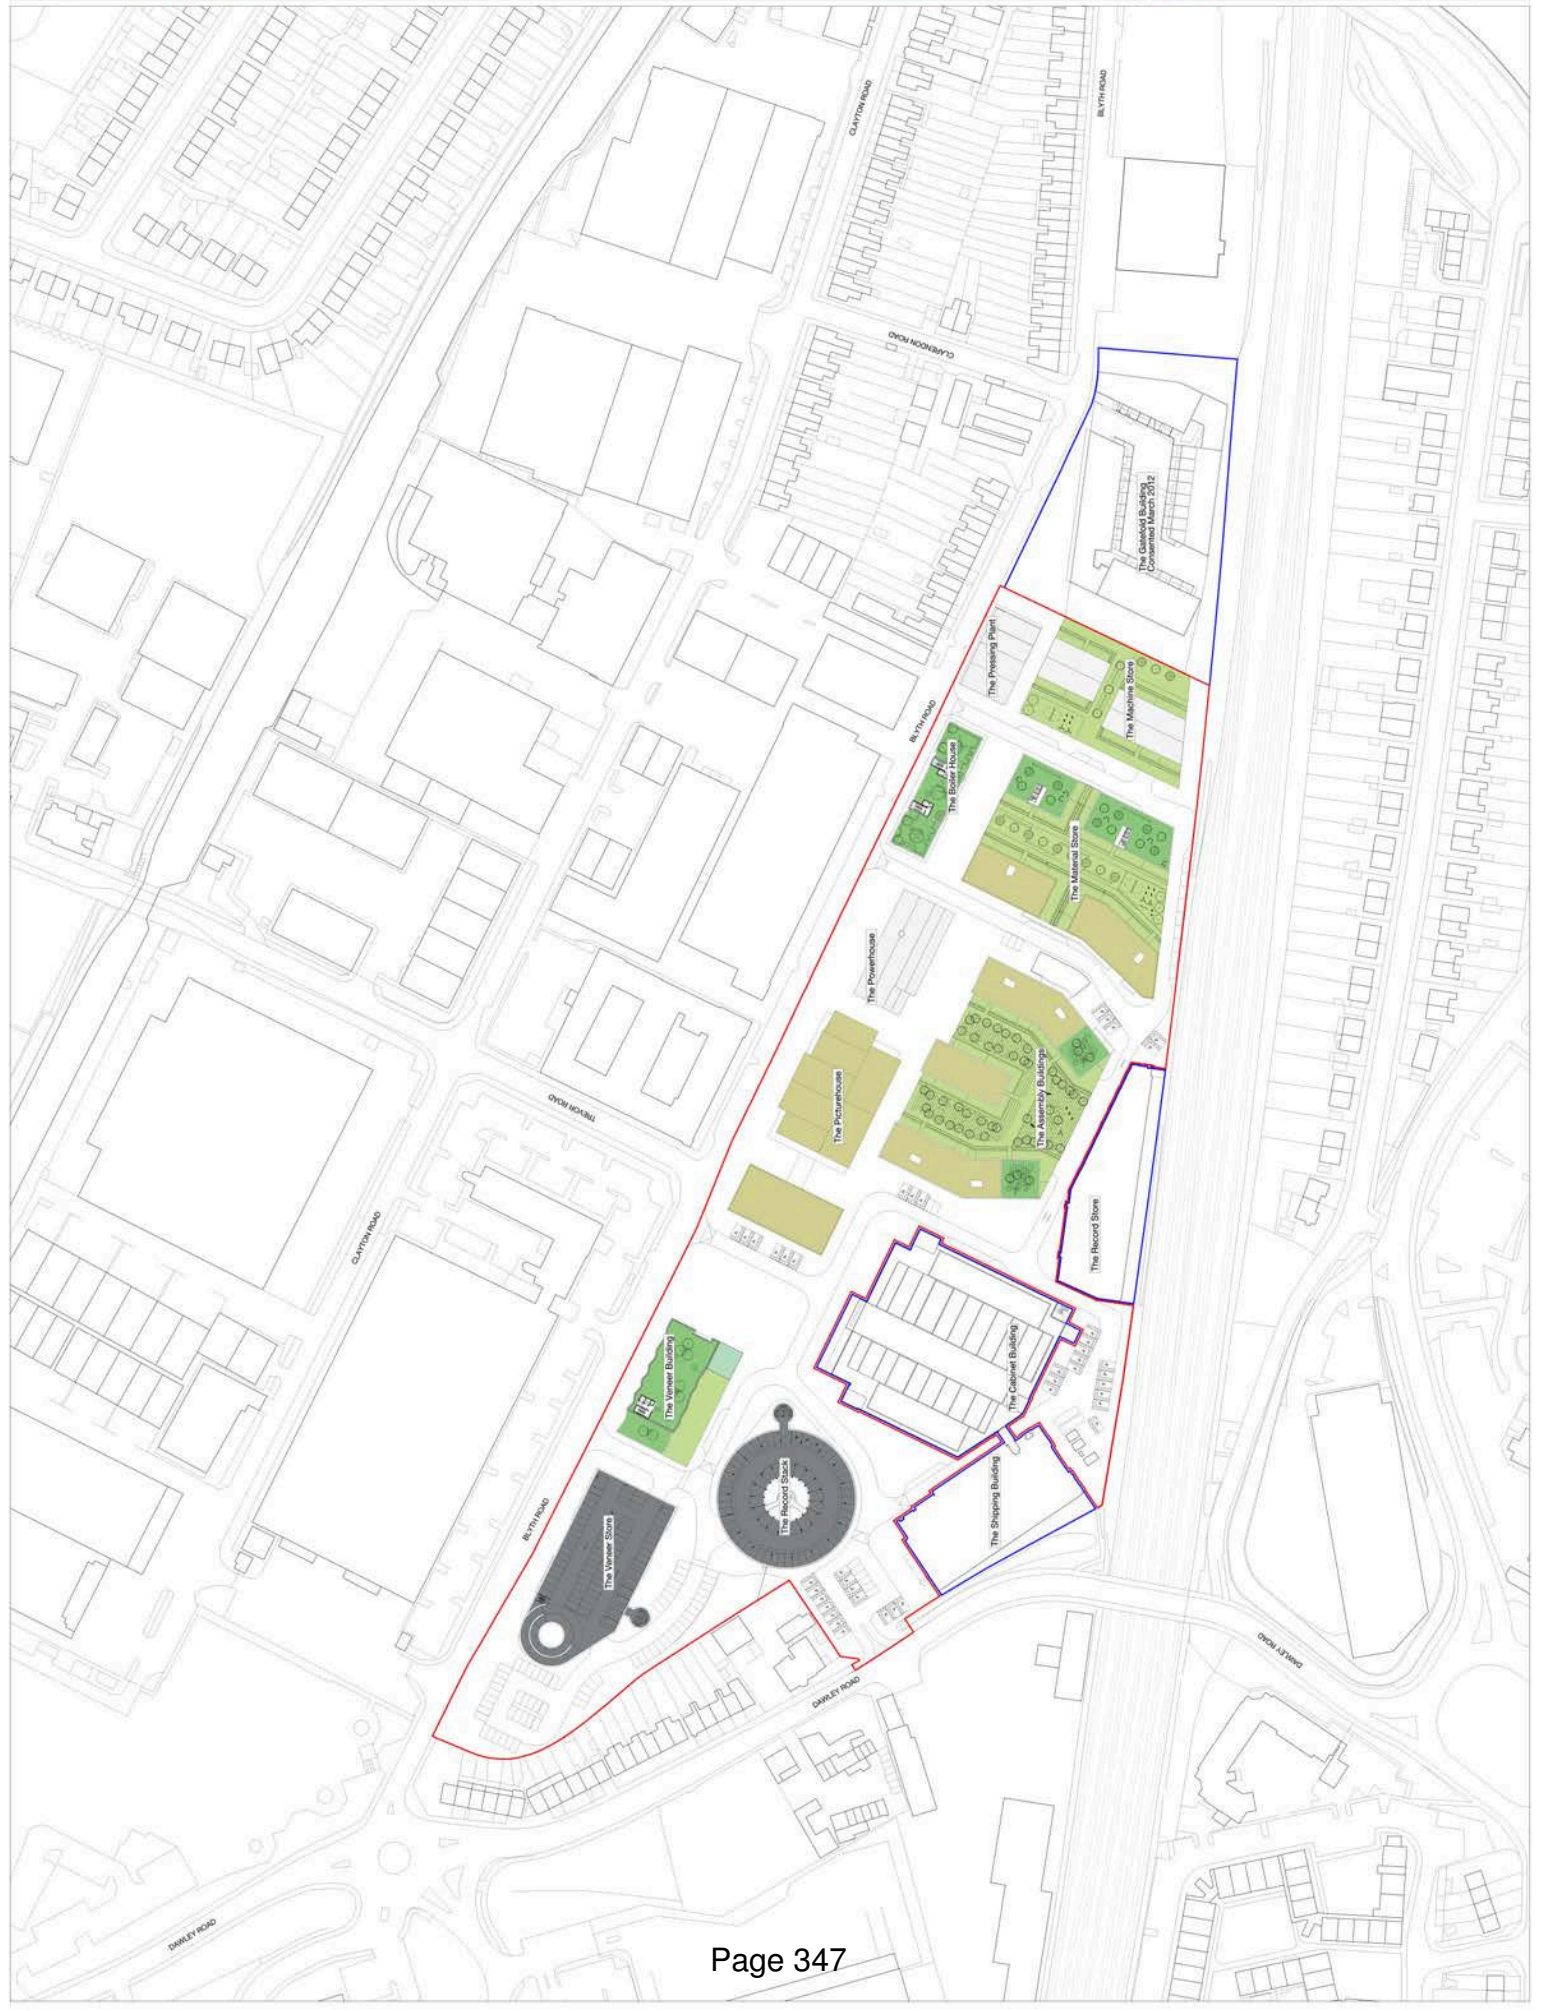 CLAYTON ROAD
BLYTH ROAD
CLARENDON ROAD
The Gatefold Building
Consented March 2012
The Pressing Plant
The Machine Store
BLYTH ROAD
The Boiler House
The Material Store
The Powerhouse
The Picturehouse
The Assembly Buildings
TREVOR ROAD
CLAYTON ROAD
The Record Store
The Cabinet Building
The Veneer Building
The Record Stack
The Shipping Building
BLYTH ROAD
The Veneer Store
DAWLEY ROAD
DAWLEY ROAD
DAWLEY ROAD
Page 347